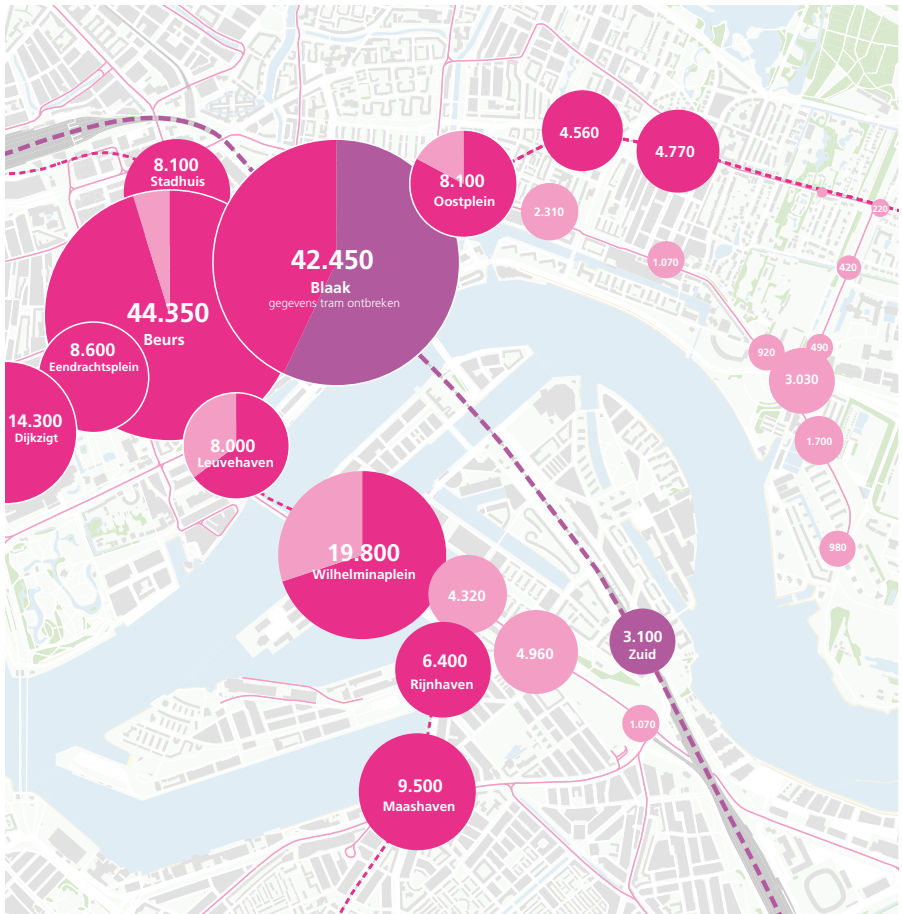 4.560
4.770
8.100
Stadhuis
8.100
Oostplein
2.310
220
42.450
Blaak
gegevens tram ontbreken
1.070
420
44.350
Beurs
8.600
Eendrachtsplein
920
490
3.030
14.300
Dijkzigt
8.000
Leuvehaven
1.700
19.800
Wilhelminaplein
980
4.320
6.400
Rijnhaven
4.960
3.100
Zuid
1.070
9.500
Maashaven